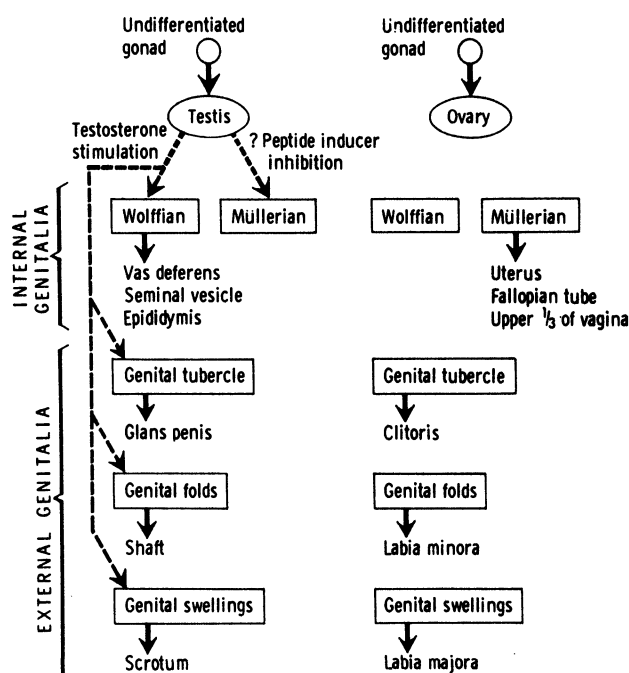 Undifferentiated
gonad
Undifferentiated
gonad
Testis
Ovary
Testosterone
stimulation
? Peptide inducer
inhibition
INTERNAL
GENITALIA
Wolffian
Müllerian
Wolffian
Müllerian
Vas deferens
Seminal vesicle
Epididymis
Uterus
Fallopian tube
Upper 1/3 of vagina
EXTERNAL GENITALIA
Genital tubercle
Genital tubercle
Glans penis
Clitoris
Genital folds
Genital folds
Shaft
Labia minora
Genital swellings
Genital swellings
Scrotum
Labia majora